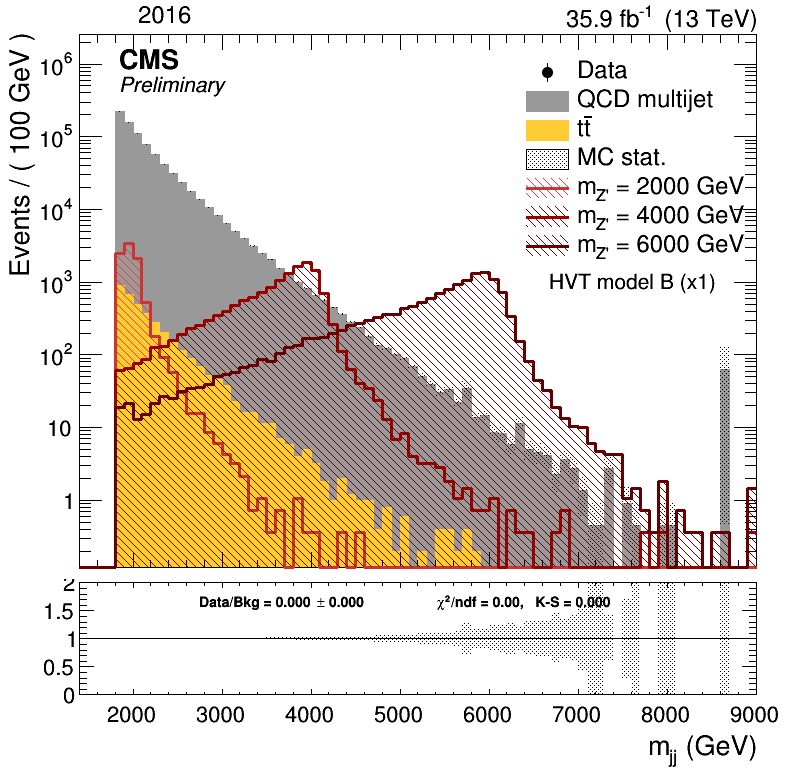 2016 35.9 fb⁻¹ (13 TeV)
CMS
Preliminary
Data
QCD multijet
tt̄
MC stat.
m_Z' = 2000 GeV
m_Z' = 4000 GeV
m_Z' = 6000 GeV
HVT model B (x1)
Events / ( 100 GeV )
10⁶
10⁵
10⁴
10³
10²
10
1
Data/Bkg = 0.000 ± 0.000 χ²/ndf = 0.00, K-S = 0.000
2
1.5
1
0.5
0
2000 3000 4000 5000 6000 7000 8000 9000
m_jj (GeV)